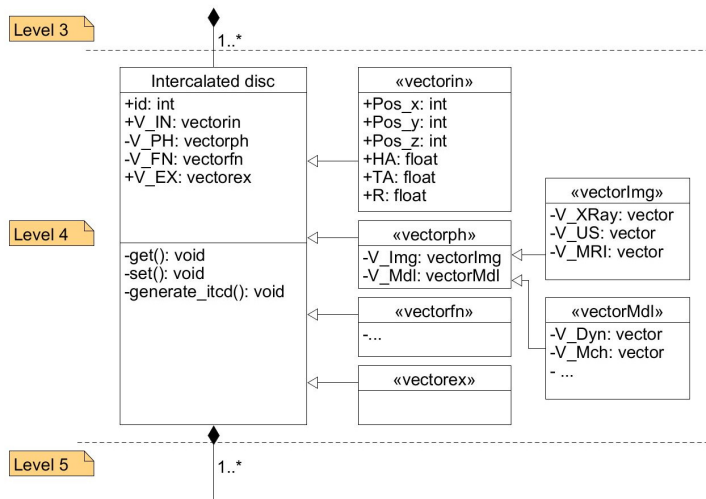 Level 3
1..*
Intercalated disc
+id: int
+V_IN: vectorin
-V_PH: vectorph
-V_FN: vectorfn
+V_EX: vectorex
-get(): void
-set(): void
-generate_itcd(): void
«vectorin»
+Pos_x: int
+Pos_y: int
+Pos_z: int
+HA: float
+TA: float
+R: float
Level 4
«vectorph»
-V_Img: vectorImg
-V_Mdl: vectorMdl
«vectorImg»
-V_XRay: vector
-V_US: vector
-V_MRI: vector
«vectorfn»
-...
«vectorMdl»
-V_Dyn: vector
-V_Mch: vector
- ...
«vectorex»
Level 5
1..*